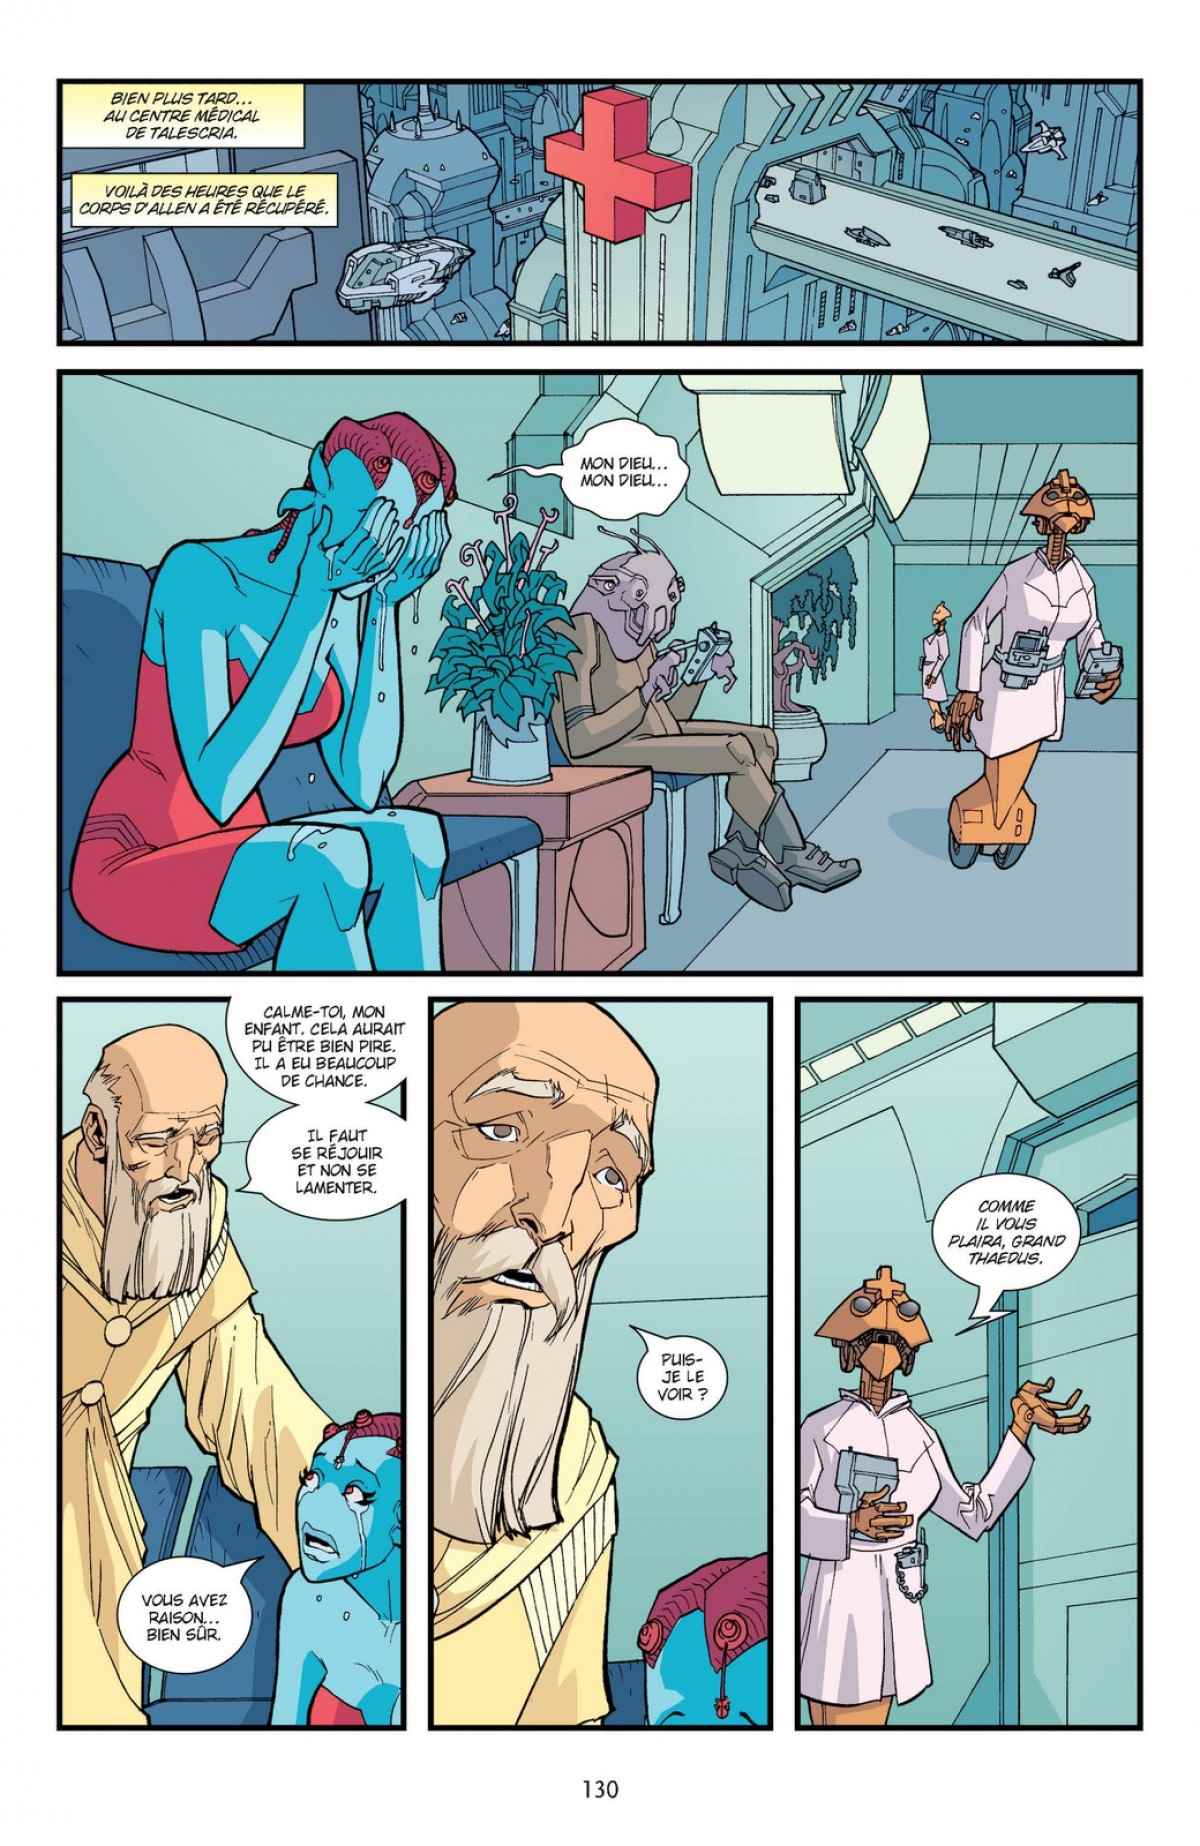 BIEN PLUS TARD...
AU CENTRE MÉDICAL
DE TALESCRIA.
VOILÀ DES HEURES QUE LE
CORPS D'ALLEN A ÉTÉ RÉCUPÉRÉ.
MON DIEU...
MON DIEU...
CALME-TOI, MON
ENFANT. CELA AURAIT
PU ÊTRE BIEN PIRE.
IL A EU BEAUCOUP
DE CHANCE.
IL FAUT
SE RÉJOUIR
ET NON SE
LAMENTER.
VOUS AVEZ
RAISON...
BIEN SÛR.
PUIS-
JE LE
VOIR ?
COMME
IL VOUS
PLAIRA, GRAND
THAEDUS.
130